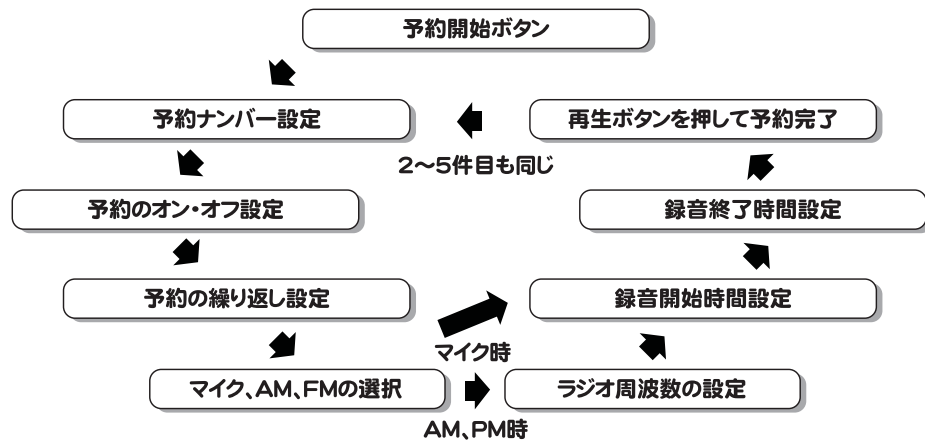 予約開始ボタン
予約ナンバー設定
再生ボタンを押して予約完了
2～5件目も同じ
予約のオン・オフ設定
録音終了時間設定
予約の繰り返し設定
録音開始時間設定
マイク時
マイク、AM、FMの選択
ラジオ周波数の設定
AM、PM時